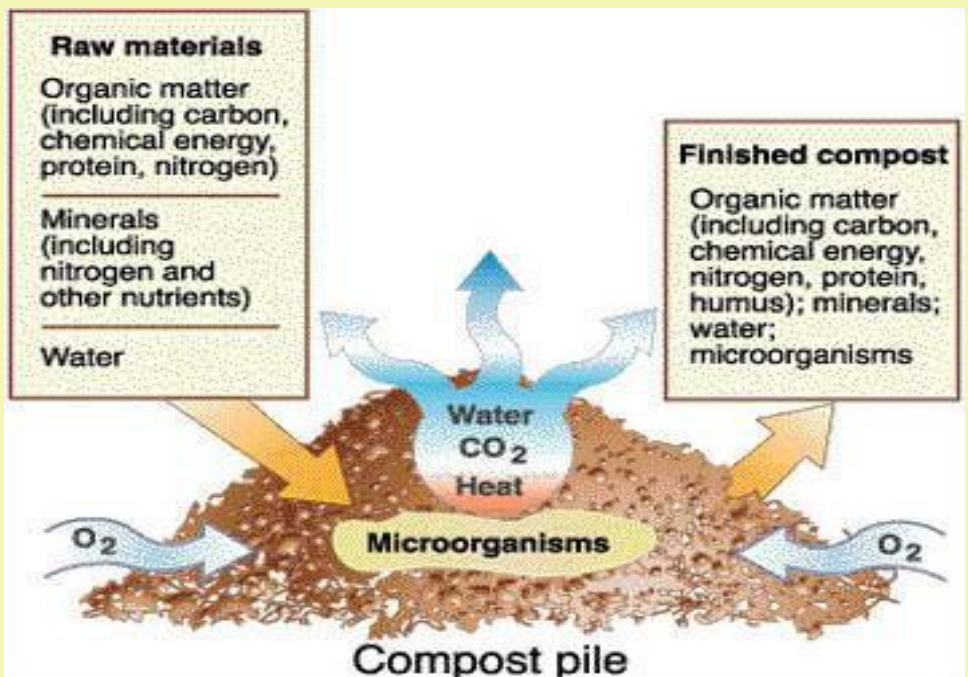 Raw materials
Organic matter
(including carbon,
chemical energy,
protein, nitrogen)
Minerals
(including
nitrogen and
other nutrients)
Water
Finished compost
Organic matter
(including carbon,
chemical energy,
nitrogen, protein,
humus); minerals;
water;
microorganisms
Water
CO2
Heat
O2
Microorganisms
O2
Compost pile